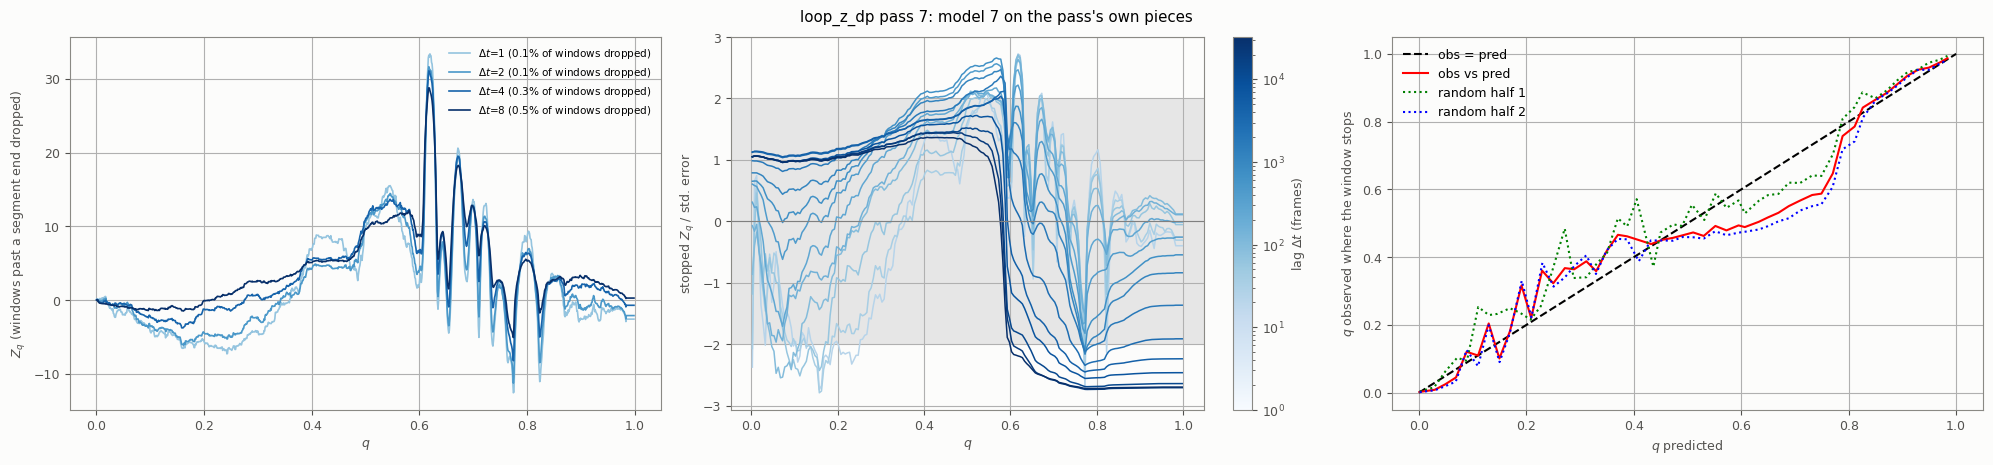 loop_z_dp pass 7: model 7 on the pass's own pieces
Z_q (windows past a segment end dropped)
30
20
10
0
−10
0.0 0.2 0.4 0.6 0.8 1.0
q
Δt=1 (0.1% of windows dropped)
Δt=2 (0.1% of windows dropped)
Δt=4 (0.3% of windows dropped)
Δt=8 (0.5% of windows dropped)
stopped Z_q / std. error
3
2
1
0
−1
−2
−3
0.0 0.2 0.4 0.6 0.8 1.0
q
10^4
10^3
10^2
10^1
10^0
lag Δt (frames)
q observed where the window stops
1.0
0.8
0.6
0.4
0.2
0.0
0.0 0.2 0.4 0.6 0.8 1.0
q predicted
obs = pred
obs vs pred
random half 1
random half 2